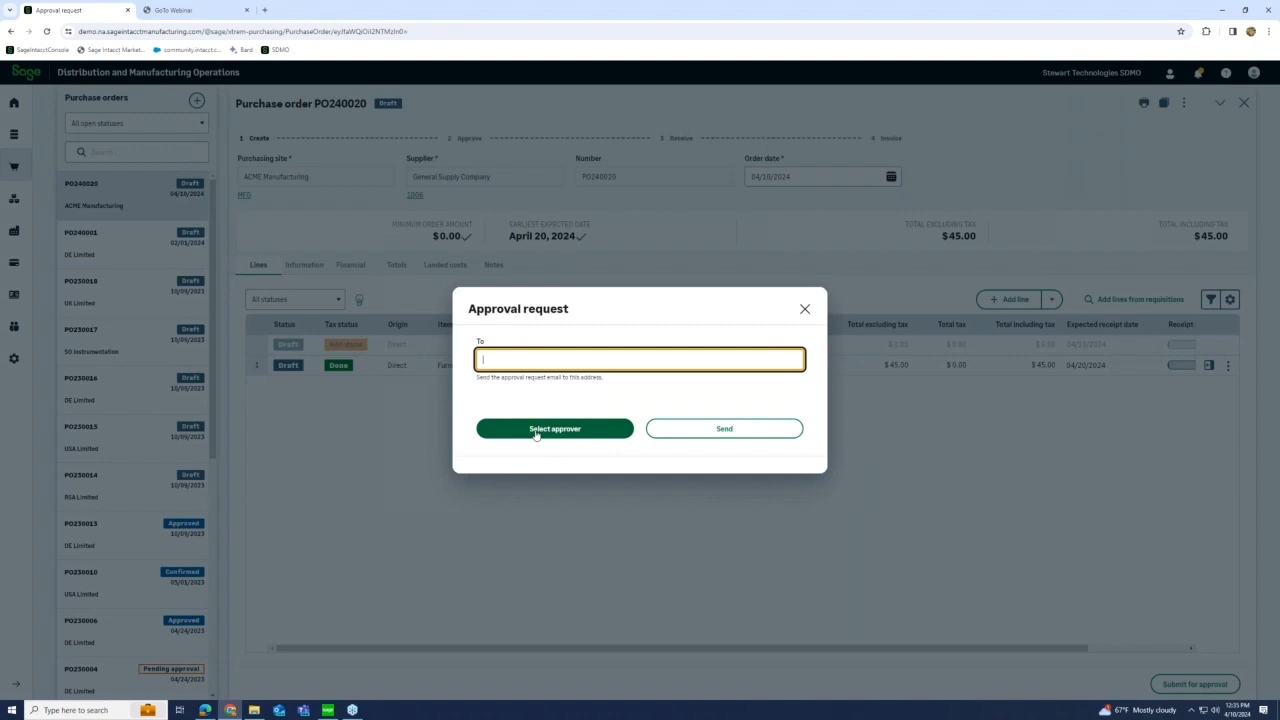 Approval request
GoTo Webinar
demo.na.sageintacctmanufacturing.com/@sage/xtrem-purchasing/PurchaseOrder/eyJfaWQiOiI2NTMzIn0=
SageIntacctConsole
Sage Intacct Market...
community.intacct.c...
Bard
SDMO
Sage
Distribution and Manufacturing Operations
Stewart Technologies SDMO
Purchase orders
All open statuses
Search...
PO240020 Draft
04/10/2024
ACME Manufacturing
PO240001 Draft
02/01/2024
DE Limited
PO230018 Draft
10/09/2023
UK Limited
PO230017 Draft
10/09/2023
SO Instrumentation
PO230016 Draft
10/09/2023
DE Limited
PO230015 Draft
10/09/2023
USA Limited
PO230014 Draft
10/09/2023
RSA Limited
PO230013 Approved
10/09/2023
DE Limited
PO230010 Confirmed
05/01/2023
USA Limited
PO230006 Approved
04/24/2023
DE Limited
PO230004 Pending approval
04/24/2023
DE Limited
Purchase order PO240020 Draft
1 Create 2 Approve 3 Receive 4 Invoice
Purchasing site * Supplier * Number Order date *
ACME Manufacturing General Supply Company PO240020 04/10/2024
MFG 1006
MINIMUM ORDER AMOUNT EARLIEST EXPECTED DATE TOTAL EXCLUDING TAX TOTAL INCLUDING TAX
$0.00 April 20, 2024 $45.00 $45.00
Lines Information Financial Totals Landed costs Notes
All statuses
Add line
Add lines from requisitions
Status Tax status Origin Total excluding tax Total tax Total including tax Expected receipt date Receipt
Draft Not done Direct $ 0.00 $ 0.00 04/10/2024
1 Draft Done Direct $ 45.00 $ 0.00 $ 45.00 04/20/2024
Approval request
To
Send the approval request email to this address.
Select approver
Send
Submit for approval
Type here to search
67°F Mostly cloudy
12:35 PM
4/10/2024